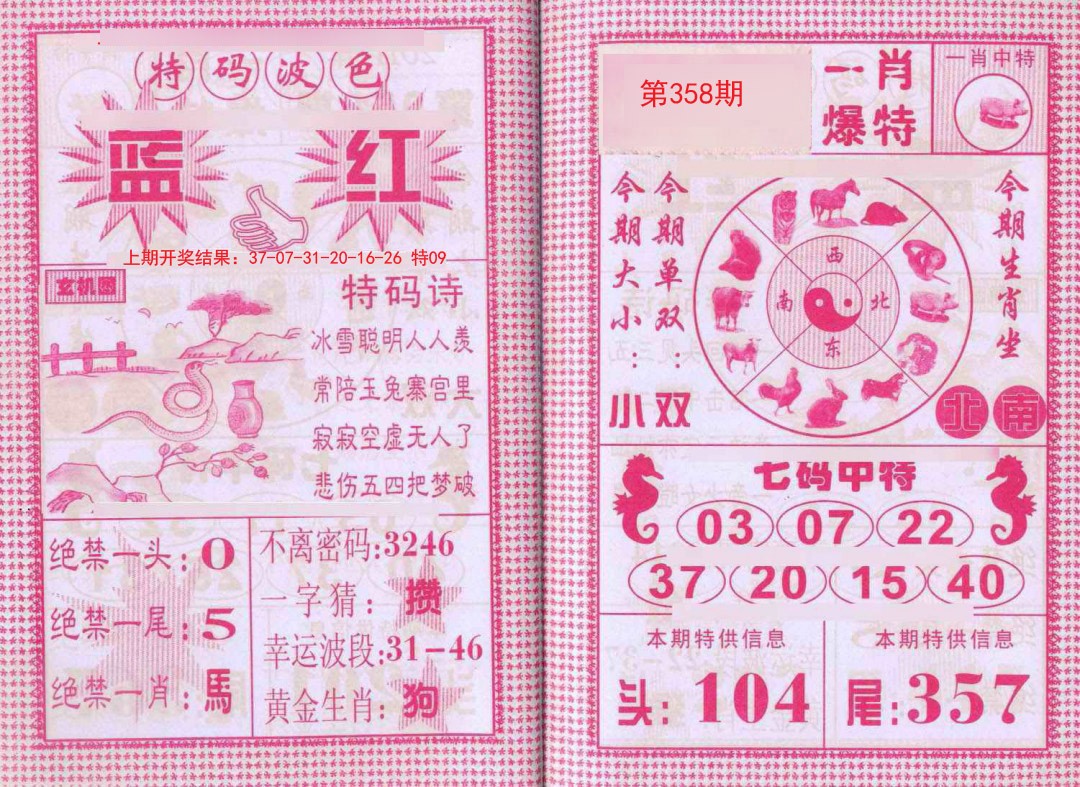 特码波色
蓝 红
上期开奖结果：37-07-31-20-16-26 特09
玄机图
特码诗
冰雪聪明人人羡
常陪玉兔寨宫里
寂寂空虚无人了
悲伤五四把梦破
绝禁一头:0
绝禁一尾:5
绝禁一肖:馬
不离密码:3246
一字猜:攒
幸运波段:31-46
黄金生肖:狗
第358期
一肖
爆特
一肖中特
今期大小:小
今期单双:双
西
南 北
东
今期生肖坐
北南
七码中特
03 07 22
37 20 15 40
本期特供信息
头:104
本期特供信息
尾:357